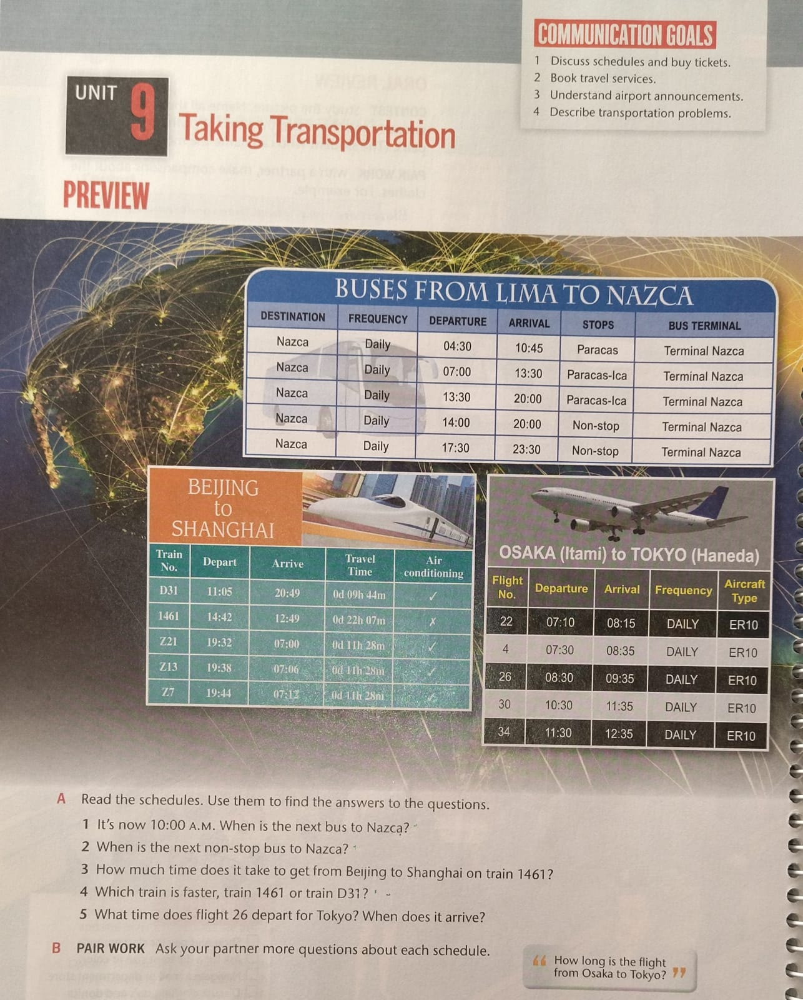 COMMUNICATION GOALS
1 Discuss schedules and buy tickets.
2 Book travel services.
3 Understand airport announcements.
4 Describe transportation problems.
UNIT 9
Taking Transportation
PREVIEW
BUSES FROM LIMA TO NAZCA
DESTINATION FREQUENCY DEPARTURE ARRIVAL STOPS BUS TERMINAL
Nazca Daily 04:30 10:45 Paracas Terminal Nazca
Nazca Daily 07:00 13:30 Paracas-Ica Terminal Nazca
Nazca Daily 13:30 20:00 Paracas-Ica Terminal Nazca
Nazca Daily 14:00 20:00 Non-stop Terminal Nazca
Nazca Daily 17:30 23:30 Non-stop Terminal Nazca
BEIJING
to
SHANGHAI
Train No. Depart Arrive Travel Time Air conditioning
D31 11:05 20:49 0d 09h 44m ✓
1461 14:42 12:49 0d 22h 07m ✗
Z21 19:32 07:00 0d 11h 28m ✓
Z13 19:38 07:06 0d 11h 28m ✓
Z7 19:44 07:12 0d 11h 28m ✓
OSAKA (Itami) to TOKYO (Haneda)
Flight No. Departure Arrival Frequency Aircraft Type
22 07:10 08:15 DAILY ER10
4 07:30 08:35 DAILY ER10
26 08:30 09:35 DAILY ER10
30 10:30 11:35 DAILY ER10
34 11:30 12:35 DAILY ER10
A Read the schedules. Use them to find the answers to the questions.
1 It's now 10:00 A.M. When is the next bus to Nazca?
2 When is the next non-stop bus to Nazca?
3 How much time does it take to get from Beijing to Shanghai on train 1461?
4 Which train is faster, train 1461 or train D31?
5 What time does flight 26 depart for Tokyo? When does it arrive?
B PAIR WORK Ask your partner more questions about each schedule.
“ How long is the flight
from Osaka to Tokyo? ”